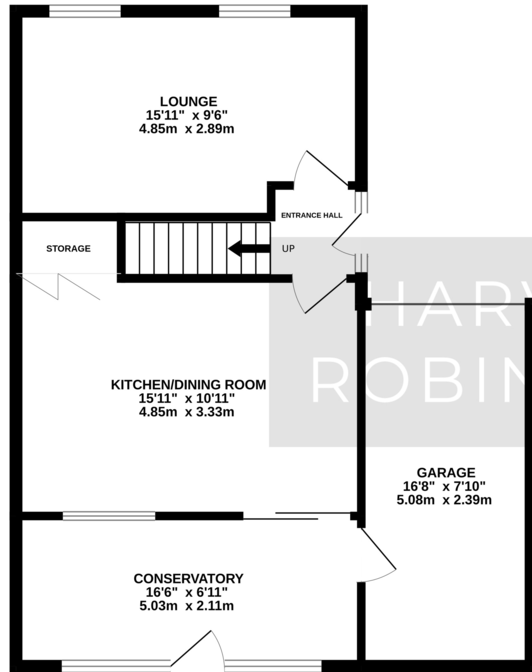 LOUNGE
15'11" x 9'6"
4.85m x 2.89m
ENTRANCE HALL
STORAGE
UP
KITCHEN/DINING ROOM
15'11" x 10'11"
4.85m x 3.33m
GARAGE
16'8" x 7'10"
5.08m x 2.39m
CONSERVATORY
16'6" x 6'11"
5.03m x 2.11m
HAR
ROBIN